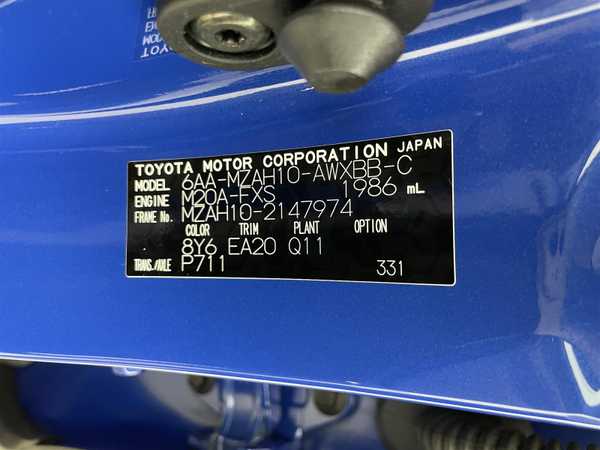 TOYOTA MOTOR CORPORATION JAPAN
MODEL 6AA-MZAH10-AWXBB-C
ENGINE M20A-FXS 1986 mL
FRAME No. MZAH10-2147974
COLOR TRIM PLANT OPTION
8Y6 EA20 Q11
TRANS./AXLE P711 331
TOYOTA